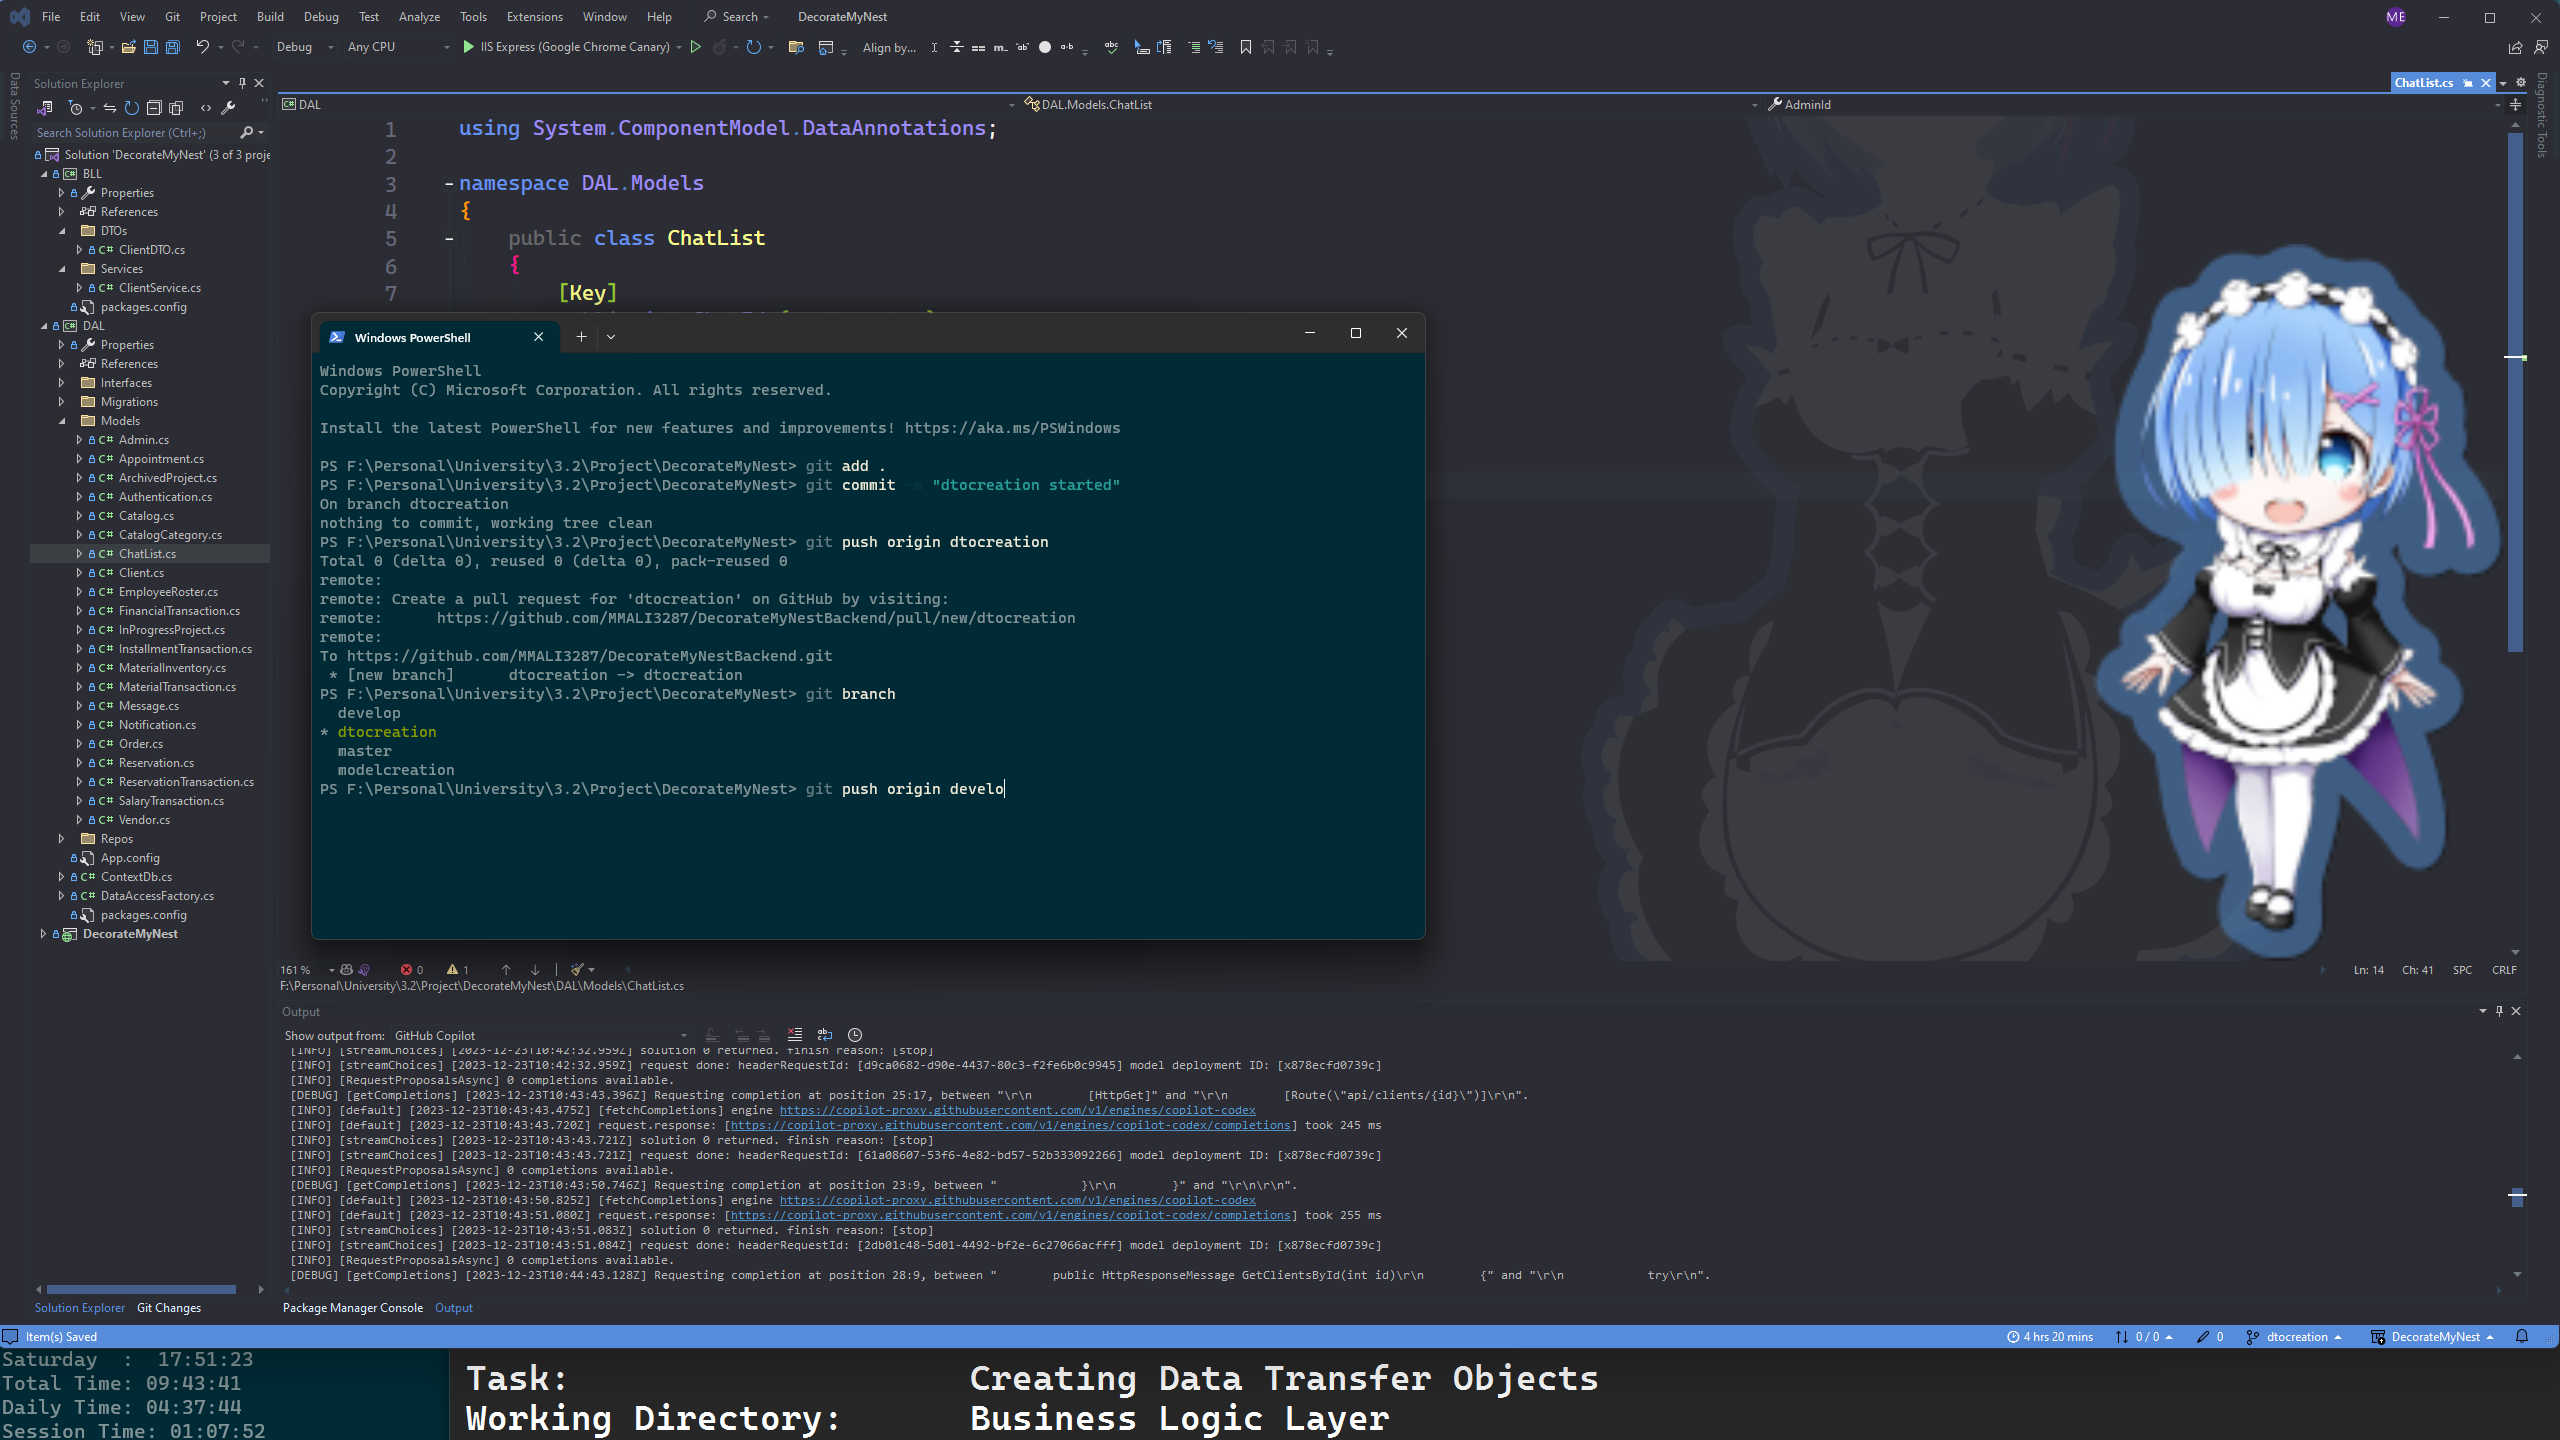 File Edit View Git Project Build Debug Test Analyze Tools Extensions Window Help Search DecorateMyNest ME
Debug Any CPU IIS Express (Google Chrome Canary) Align by...
Data Sources
Solution Explorer
Search Solution Explorer (Ctrl+;)
Solution 'DecorateMyNest' (3 of 3 proje
BLL
Properties
References
DTOs
ClientDTO.cs
Services
ClientService.cs
packages.config
DAL
Properties
References
Interfaces
Migrations
Models
Admin.cs
Appointment.cs
ArchivedProject.cs
Authentication.cs
Catalog.cs
CatalogCategory.cs
ChatList.cs
Client.cs
EmployeeRoster.cs
FinancialTransaction.cs
InProgressProject.cs
InstallmentTransaction.cs
MaterialInventory.cs
MaterialTransaction.cs
Message.cs
Notification.cs
Order.cs
Reservation.cs
ReservationTransaction.cs
SalaryTransaction.cs
Vendor.cs
Repos
App.config
ContextDb.cs
DataAccessFactory.cs
packages.config
DecorateMyNest
Solution Explorer Git Changes
ChatList.cs
Diagnostic Tools
DAL DAL.Models.ChatList AdminId
1 using System.ComponentModel.DataAnnotations;
2
3 namespace DAL.Models
4 {
5 public class ChatList
6 {
7 [Key]
Windows PowerShell
Windows PowerShell
Copyright (C) Microsoft Corporation. All rights reserved.
Install the latest PowerShell for new features and improvements! https://aka.ms/PSWindows
PS F:\Personal\University\3.2\Project\DecorateMyNest> git add .
PS F:\Personal\University\3.2\Project\DecorateMyNest> git commit -m "dtocreation started"
On branch dtocreation
nothing to commit, working tree clean
PS F:\Personal\University\3.2\Project\DecorateMyNest> git push origin dtocreation
Total 0 (delta 0), reused 0 (delta 0), pack-reused 0
remote:
remote: Create a pull request for 'dtocreation' on GitHub by visiting:
remote: https://github.com/MMALI3287/DecorateMyNestBackend/pull/new/dtocreation
remote:
To https://github.com/MMALI3287/DecorateMyNestBackend.git
* [new branch] dtocreation -> dtocreation
PS F:\Personal\University\3.2\Project\DecorateMyNest> git branch
develop
* dtocreation
master
modelcreation
PS F:\Personal\University\3.2\Project\DecorateMyNest> git push origin develo
161 % 0 1 Ln: 14 Ch: 41 SPC CRLF
F:\Personal\University\3.2\Project\DecorateMyNest\DAL\Models\ChatList.cs
Output
Show output from: GitHub Copilot
[INFO] [streamChoices] [2023-12-23T10:42:32.959Z] solution 0 returned. finish reason: [stop]
[INFO] [streamChoices] [2023-12-23T10:42:32.959Z] request done: headerRequestId: [d9ca0682-d90e-4437-80c3-f2fe6b0c9945] model deployment ID: [x878ecfd0739c]
[INFO] [RequestProposalsAsync] 0 completions available.
[DEBUG] [getCompletions] [2023-12-23T10:43:43.396Z] Requesting completion at position 25:17, between "\r\n [HttpGet]" and "\r\n [Route(\"api/clients/{id}\")]\r\n".
[INFO] [default] [2023-12-23T10:43:43.475Z] [fetchCompletions] engine https://copilot-proxy.githubusercontent.com/v1/engines/copilot-codex
[INFO] [default] [2023-12-23T10:43:43.720Z] request.response: [https://copilot-proxy.githubusercontent.com/v1/engines/copilot-codex/completions] took 245 ms
[INFO] [streamChoices] [2023-12-23T10:43:43.721Z] solution 0 returned. finish reason: [stop]
[INFO] [streamChoices] [2023-12-23T10:43:43.721Z] request done: headerRequestId: [61a08607-53f6-4e82-bd57-52b333092266] model deployment ID: [x878ecfd0739c]
[INFO] [RequestProposalsAsync] 0 completions available.
[DEBUG] [getCompletions] [2023-12-23T10:43:50.746Z] Requesting completion at position 23:9, between " }\r\n }" and "\r\n\r\n".
[INFO] [default] [2023-12-23T10:43:50.825Z] [fetchCompletions] engine https://copilot-proxy.githubusercontent.com/v1/engines/copilot-codex
[INFO] [default] [2023-12-23T10:43:51.080Z] request.response: [https://copilot-proxy.githubusercontent.com/v1/engines/copilot-codex/completions] took 255 ms
[INFO] [streamChoices] [2023-12-23T10:43:51.083Z] solution 0 returned. finish reason: [stop]
[INFO] [streamChoices] [2023-12-23T10:43:51.084Z] request done: headerRequestId: [2db01c48-5d01-4492-bf2e-6c27066acfff] model deployment ID: [x878ecfd0739c]
[INFO] [RequestProposalsAsync] 0 completions available.
[DEBUG] [getCompletions] [2023-12-23T10:44:43.128Z] Requesting completion at position 28:9, between " public HttpResponseMessage GetClientsById(int id)\r\n {" and "\r\n try\r\n".
Package Manager Console Output
Item(s) Saved 4 hrs 20 mins 0 / 0 0 dtocreation DecorateMyNest
Saturday : 17:51:23
Total Time: 09:43:41
Daily Time: 04:37:44
Session Time: 01:07:52
Task: Creating Data Transfer Objects
Working Directory: Business Logic Layer